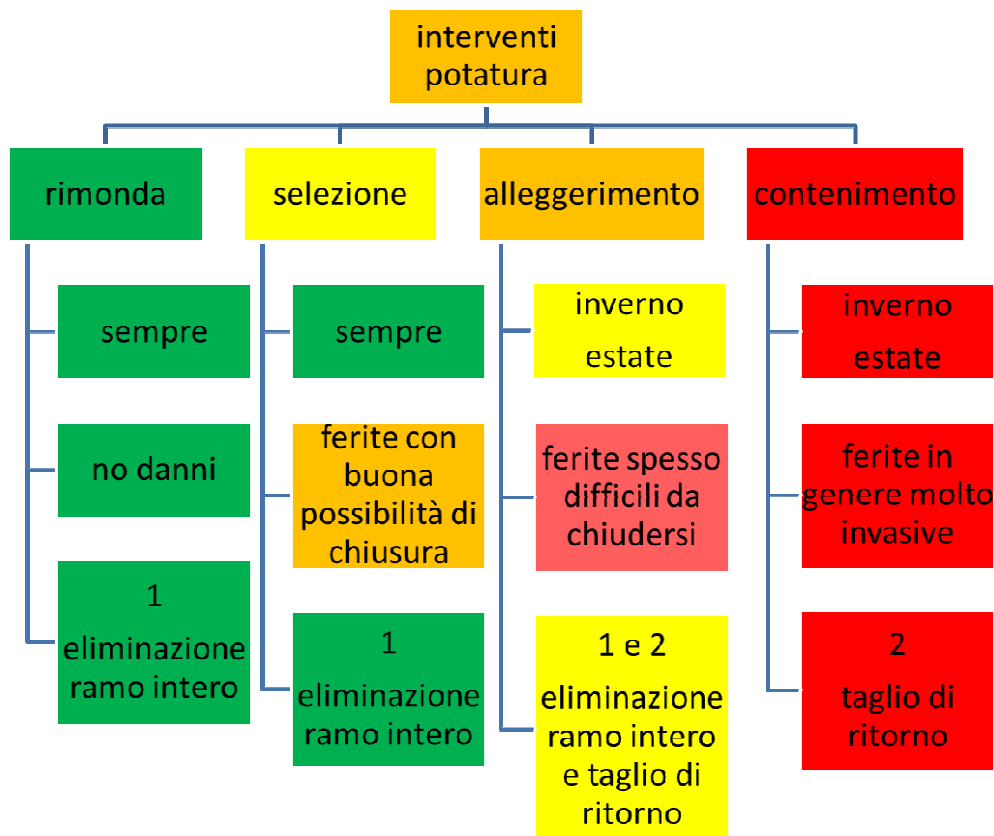 interventi
potatura
rimonda
selezione
alleggerimento
contenimento
sempre
no danni
1
eliminazione
ramo intero
sempre
ferite con
buona
possibilità di
chiusura
1
eliminazione
ramo intero
inverno
estate
ferite spesso
difficili da
chiudersi
1 e 2
eliminazione
ramo intero
e taglio di
ritorno
inverno
estate
ferite in
genere molto
invasive
2
taglio di
ritorno